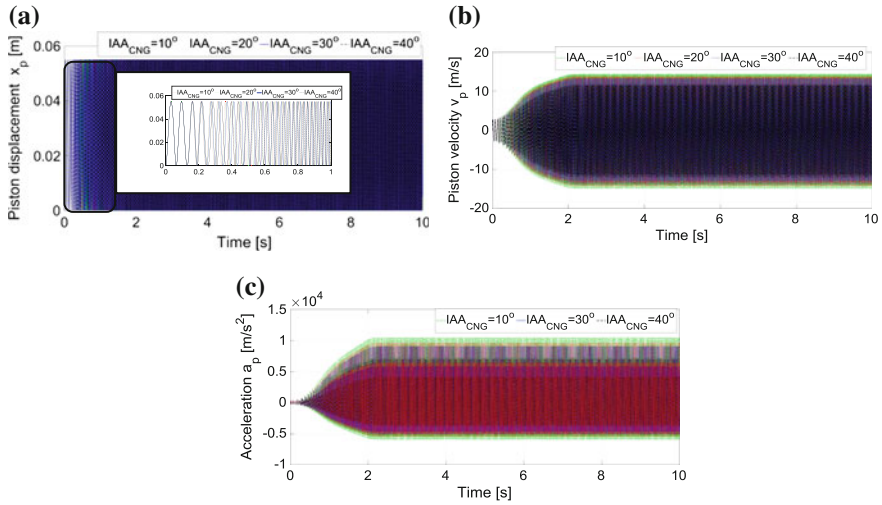 (a)
IAA_CNG=10° IAA_CNG=20° IAA_CNG=30° IAA_CNG=40°
Piston displacement x_p [m]
0.06
0.04
0.02
0
IAA_CNG=10° IAA_CNG=20° IAA_CNG=30° IAA_CNG=40°
0.06
0.04
0.02
0
0 0.2 0.4 0.6 0.8 1
0 2 4 6 8 10
Time [s]
(b)
IAA_CNG=10° IAA_CNG=20° IAA_CNG=30° IAA_CNG=40°
Piston velocity v_p [m/s]
20
10
0
-10
-20
0 2 4 6 8 10
Time [s]
(c)
×10^4
IAA_CNG=10° IAA_CNG=30° IAA_CNG=40°
Acceleration a_p [m/s²]
1.5
1
0.5
0
-0.5
-1
0 2 4 6 8 10
Time [s]